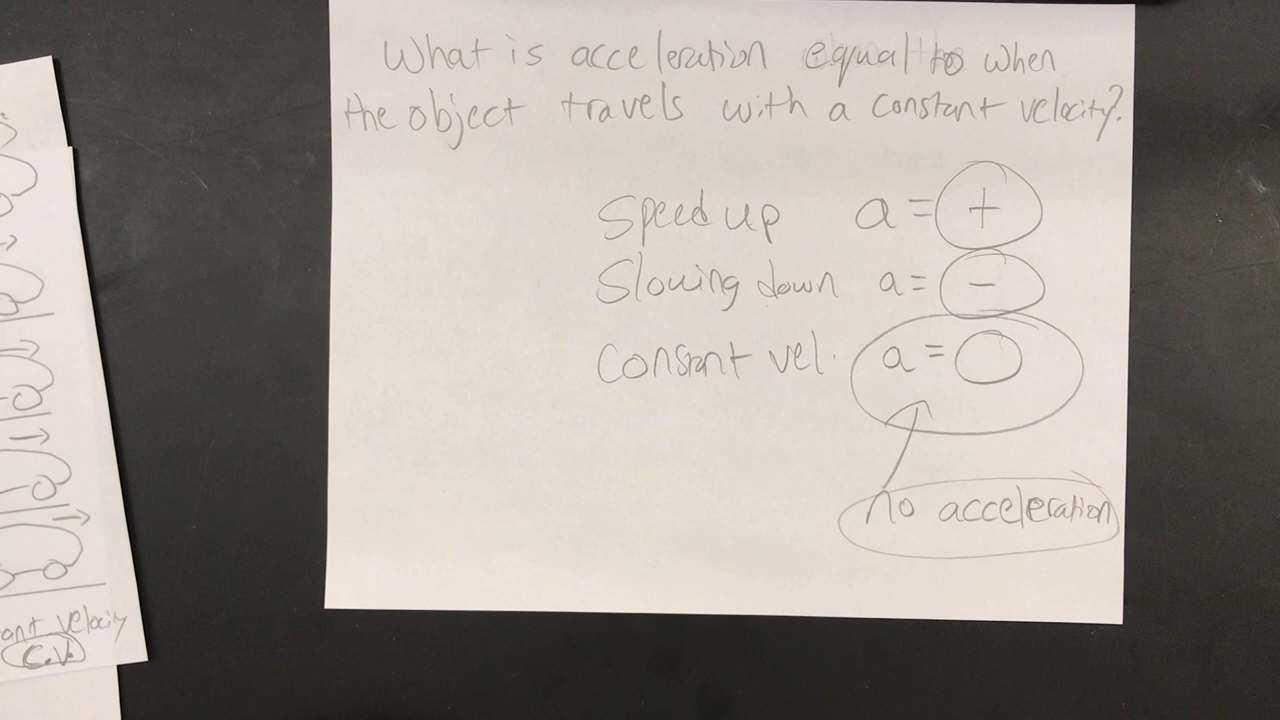 What is acceleration equal to when
the object travels with a constant velocity?
Speed up a = +
Slowing down a = -
Constant vel. a = 0
no acceleration
ant velocity
C.V.